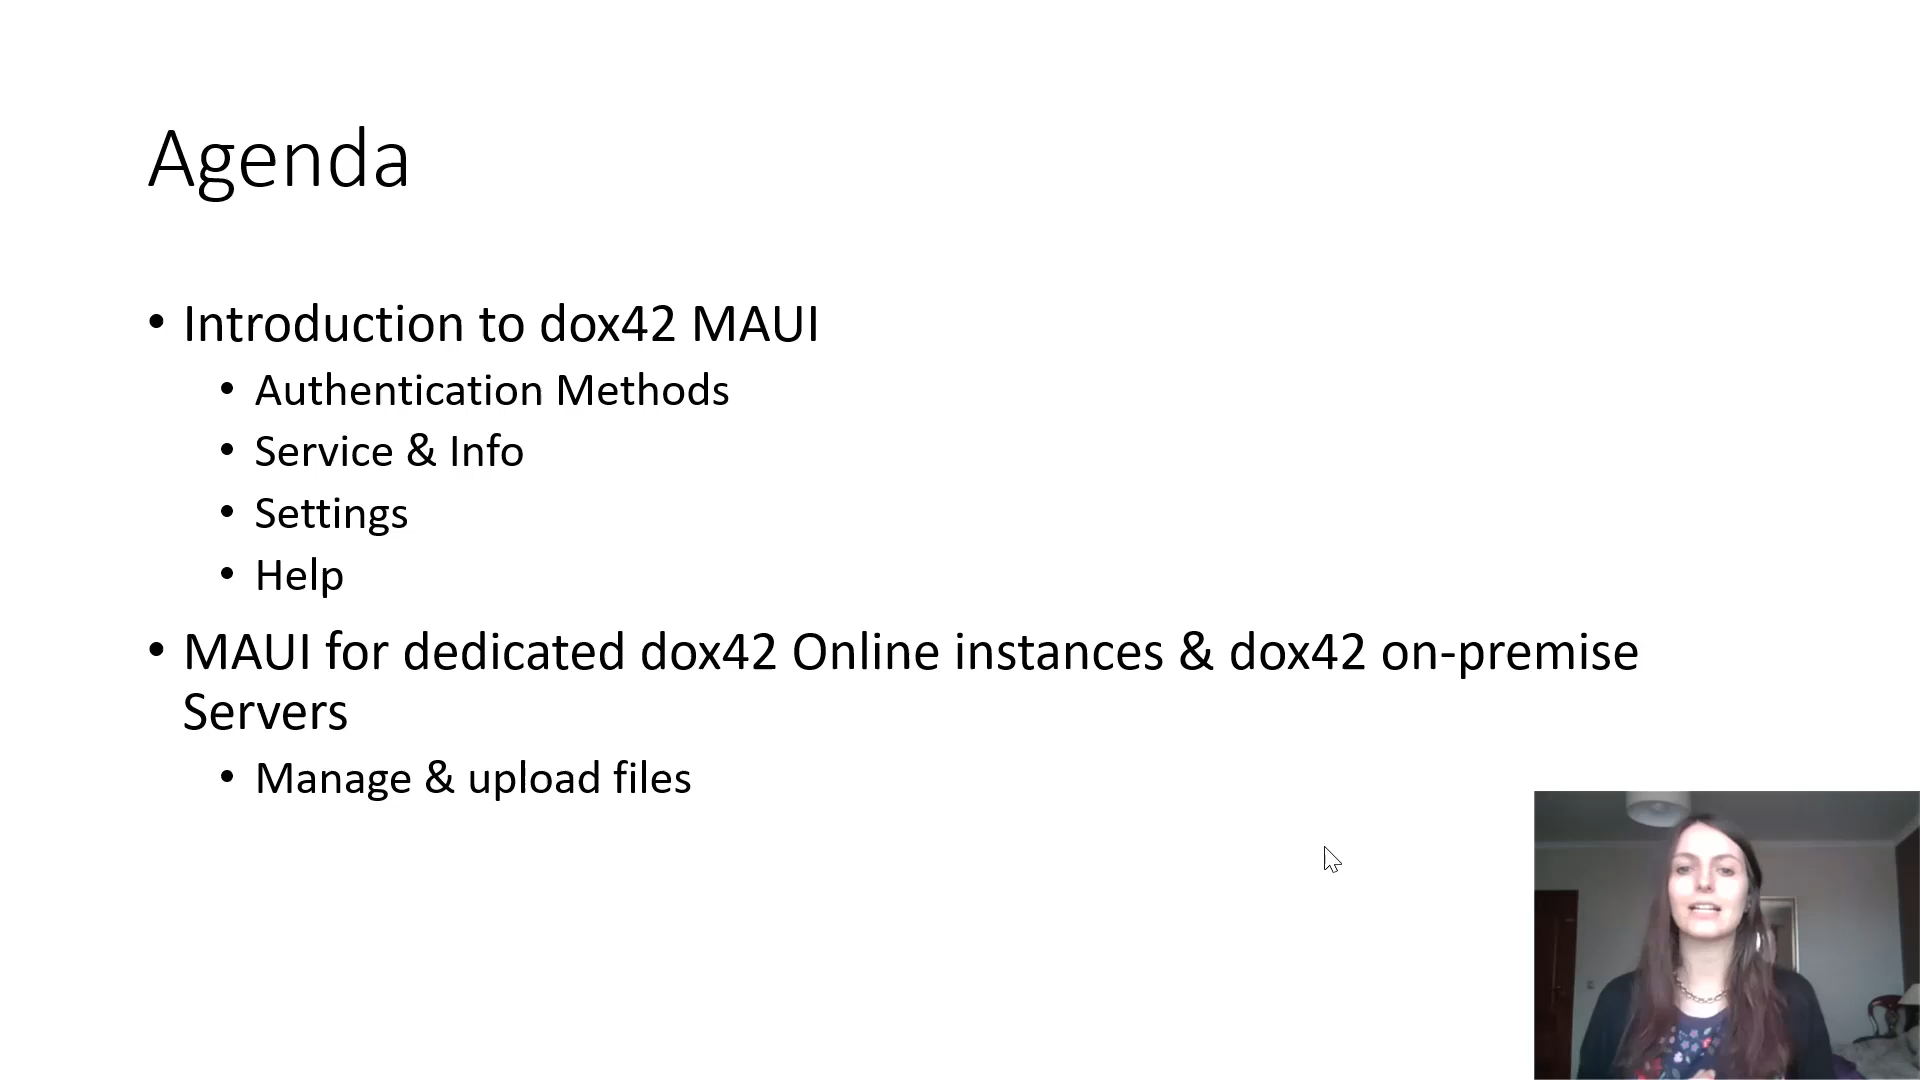 Agenda
• Introduction to dox42 MAUI
• Authentication Methods
• Service & Info
• Settings
• Help
• MAUI for dedicated dox42 Online instances & dox42 on-premise
Servers
• Manage & upload files